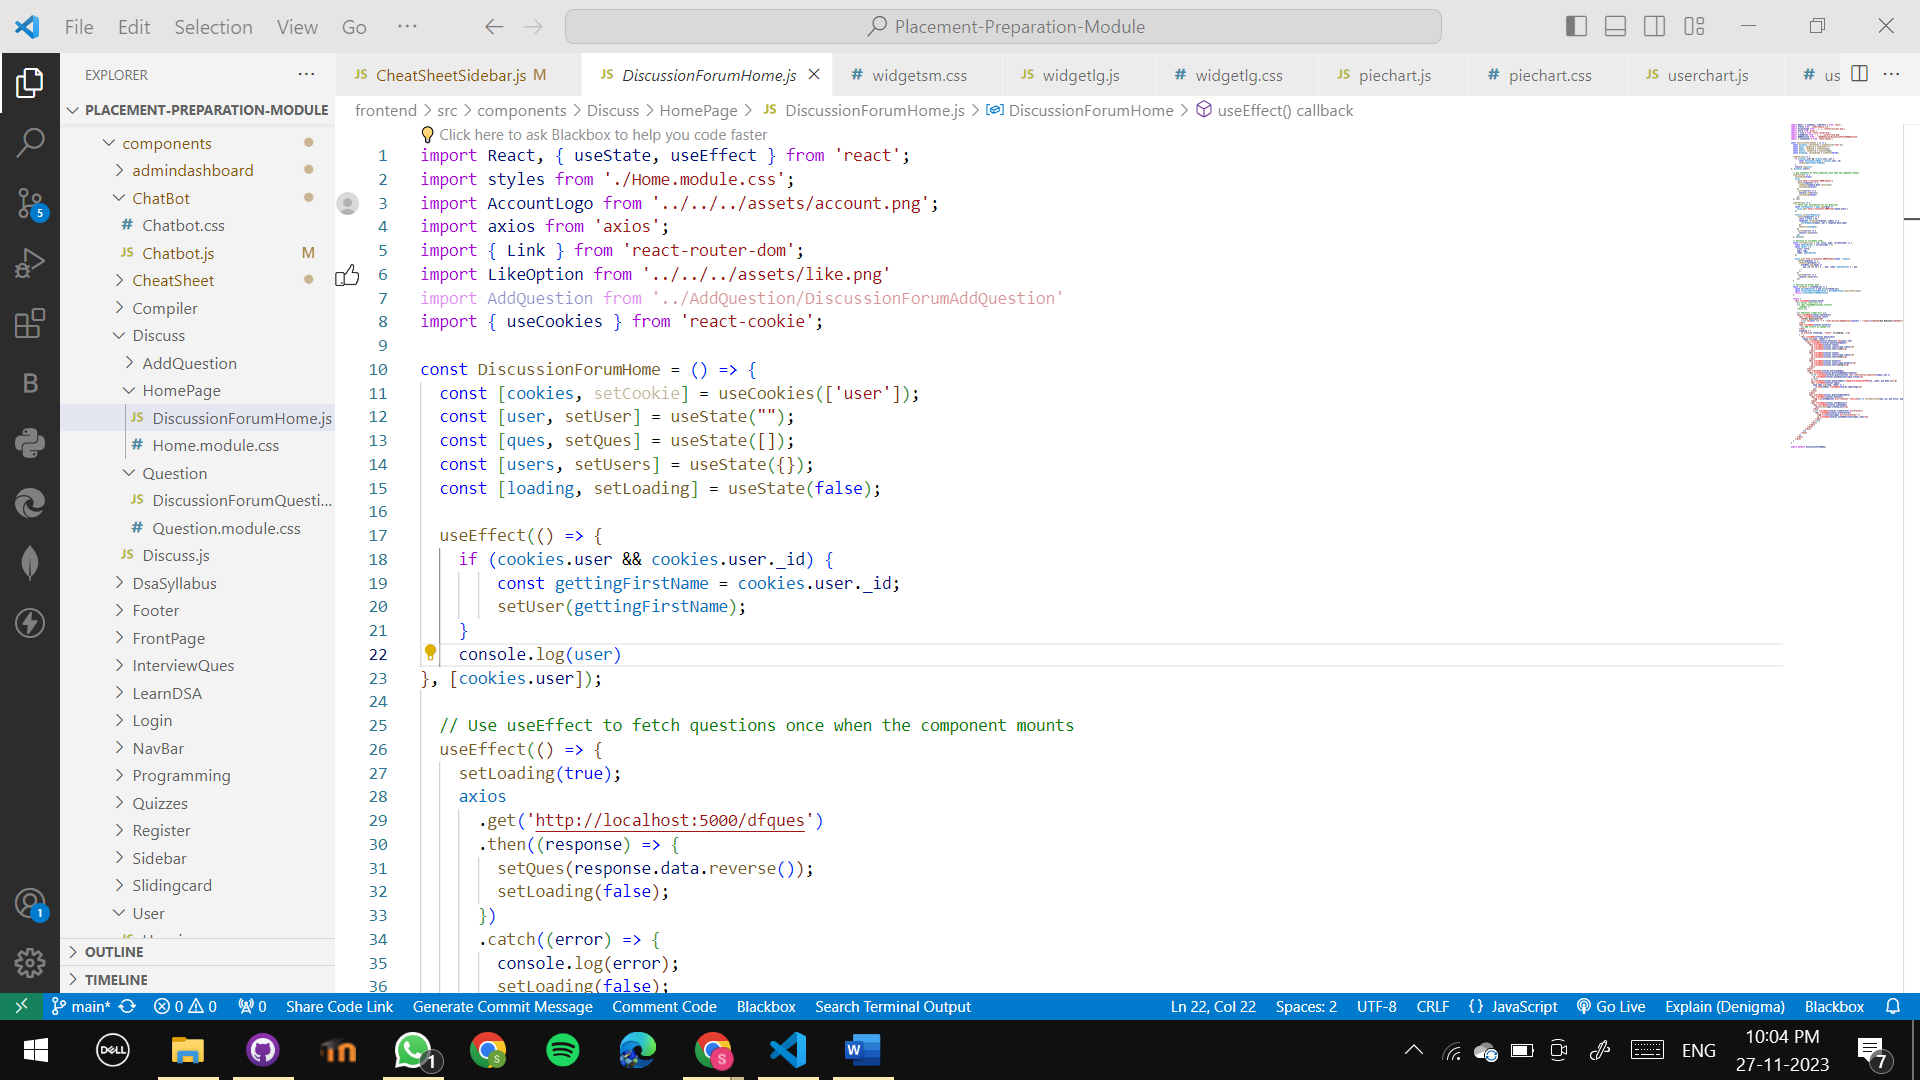 File Edit Selection View Go ··· Placement-Preparation-Module
EXPLORER ···
PLACEMENT-PREPARATION-MODULE
components
admindashboard
ChatBot
# Chatbot.css
JS Chatbot.js M
CheatSheet
Compiler
Discuss
AddQuestion
HomePage
JS DiscussionForumHome.js
# Home.module.css
Question
JS DiscussionForumQuesti...
# Question.module.css
JS Discuss.js
DsaSyllabus
Footer
FrontPage
InterviewQues
LearnDSA
Login
NavBar
Programming
Quizzes
Register
Sidebar
Slidingcard
User
OUTLINE
TIMELINE
JS CheatSheetSidebar.js M JS DiscussionForumHome.js # widgetsm.css JS widgetlg.js # widgetlg.css JS piechart.js # piechart.css JS userchart.js # us ···
frontend > src > components > Discuss > HomePage > JS DiscussionForumHome.js > DiscussionForumHome > useEffect() callback
Click here to ask Blackbox to help you code faster
1 import React, { useState, useEffect } from 'react';
2 import styles from './Home.module.css';
3 import AccountLogo from '../../../assets/account.png';
4 import axios from 'axios';
5 import { Link } from 'react-router-dom';
6 import LikeOption from '../../../assets/like.png'
7 import AddQuestion from '../AddQuestion/DiscussionForumAddQuestion'
8 import { useCookies } from 'react-cookie';
9
10 const DiscussionForumHome = () => {
11 const [cookies, setCookie] = useCookies(['user']);
12 const [user, setUser] = useState("");
13 const [ques, setQues] = useState([]);
14 const [users, setUsers] = useState({});
15 const [loading, setLoading] = useState(false);
16
17 useEffect(() => {
18 if (cookies.user && cookies.user._id) {
19 const gettingFirstName = cookies.user._id;
20 setUser(gettingFirstName);
21 }
22 console.log(user)
23 }, [cookies.user]);
24
25 // Use useEffect to fetch questions once when the component mounts
26 useEffect(() => {
27 setLoading(true);
28 axios
29 .get('http://localhost:5000/dfques')
30 .then((response) => {
31 setQues(response.data.reverse());
32 setLoading(false);
33 })
34 .catch((error) => {
35 console.log(error);
36 setLoading(false);
B
5
1
main* 0 0 0 Share Code Link Generate Commit Message Comment Code Blackbox Search Terminal Output Ln 22, Col 22 Spaces: 2 UTF-8 CRLF {} JavaScript Go Live Explain (Denigma) Blackbox
DELL 1 S S W ENG 10:04 PM
27-11-2023 7